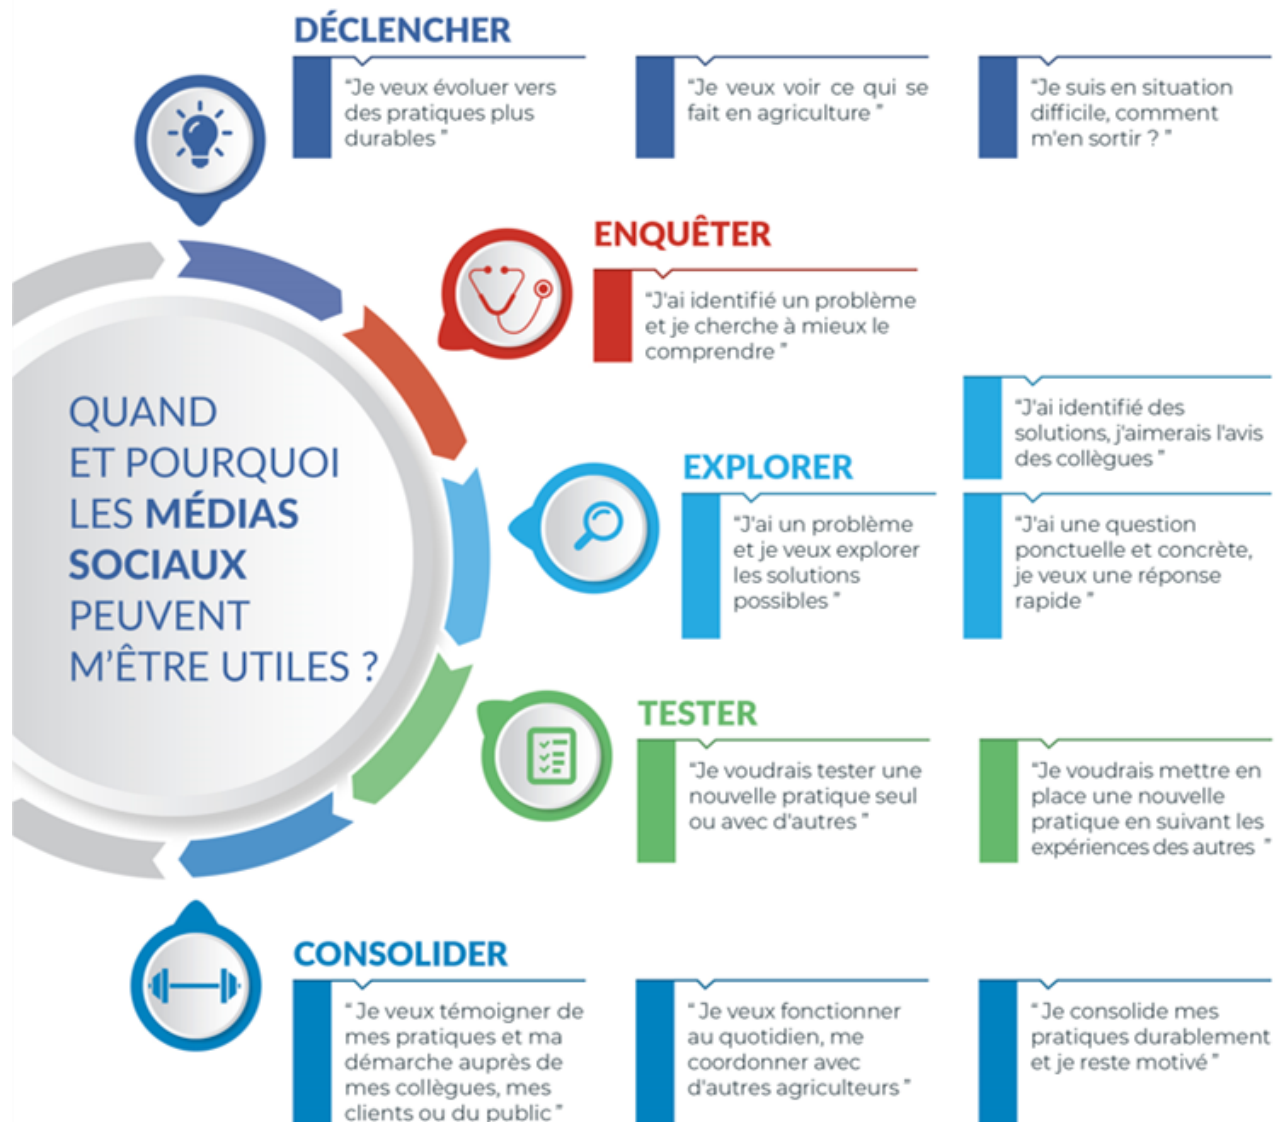 DÉCLENCHER
“Je veux évoluer vers
des pratiques plus
durables ”
“Je veux voir ce qui se
fait en agriculture ”
“Je suis en situation
difficile, comment
m'en sortir ? ”
ENQUÊTER
“J'ai identifié un problème
et je cherche à mieux le
comprendre ”
QUAND
ET POURQUOI
LES MÉDIAS
SOCIAUX
PEUVENT
M’ÊTRE UTILES ?
EXPLORER
“J'ai un problème
et je veux explorer
les solutions
possibles ”
“J'ai identifié des
solutions, j'aimerais l'avis
des collègues ”
“J'ai une question
ponctuelle et concrète,
je veux une réponse
rapide ”
TESTER
“Je voudrais tester une
nouvelle pratique seul
ou avec d'autres ”
“Je voudrais mettre en
place une nouvelle
pratique en suivant les
expériences des autres ”
CONSOLIDER
“ Je veux témoigner de
mes pratiques et ma
démarche auprès de
mes collègues, mes
clients ou du public ”
“ Je veux fonctionner
au quotidien, me
coordonner avec
d'autres agriculteurs ”
“ Je consolide mes
pratiques durablement
et je reste motivé ”